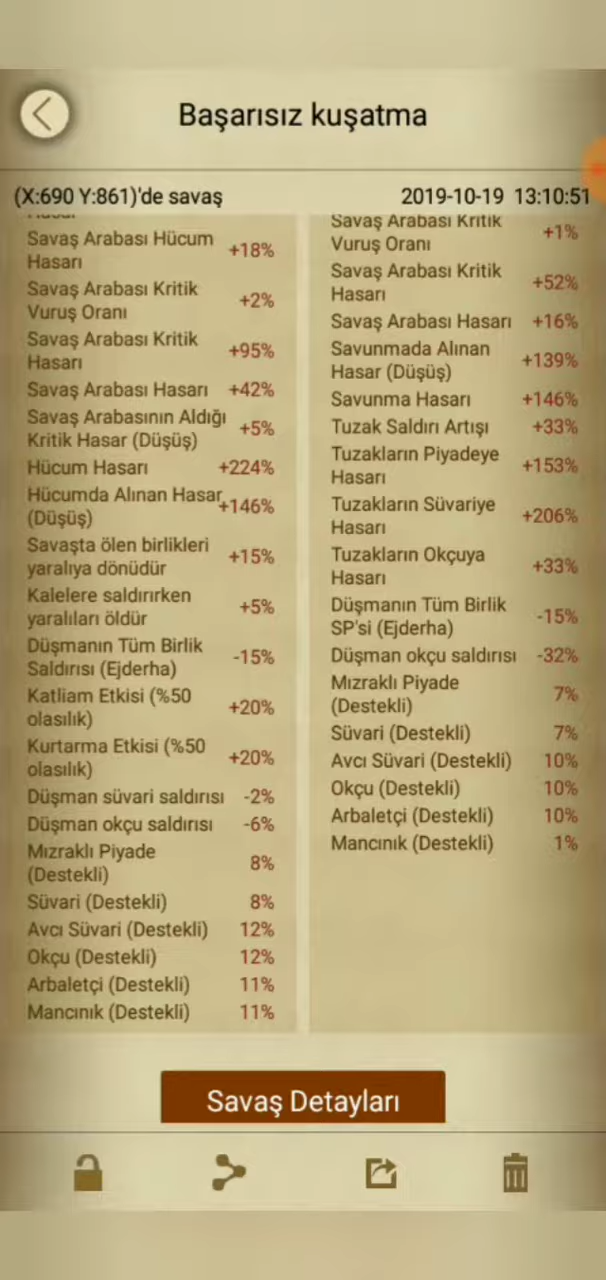 Başarısız kuşatma
(X:690 Y:861)'de savaş 2019-10-19 13:10:51
Savaş Arabası Hücum
Hasarı +18%
Savaş Arabası Kritik
Vuruş Oranı +2%
Savaş Arabası Kritik
Hasarı +95%
Savaş Arabası Hasarı +42%
Savaş Arabasının Aldığı
Kritik Hasar (Düşüş) +5%
Hücum Hasarı +224%
Hücumda Alınan Hasar
(Düşüş) +146%
Savaşta ölen birlikleri
yaralıya dönüdür +15%
Kalelere saldırırken
yaralıları öldür +5%
Düşmanın Tüm Birlik
Saldırısı (Ejderha) -15%
Katliam Etkisi (%50
olasılık) +20%
Kurtarma Etkisi (%50
olasılık) +20%
Düşman süvari saldırısı -2%
Düşman okçu saldırısı -6%
Mızraklı Piyade
(Destekli) 8%
Süvari (Destekli) 8%
Avcı Süvari (Destekli) 12%
Okçu (Destekli) 12%
Arbaletçi (Destekli) 11%
Mancınık (Destekli) 11%
Savaş Arabası Kritik
Vuruş Oranı +1%
Savaş Arabası Kritik
Hasarı +52%
Savaş Arabası Hasarı +16%
Savunmada Alınan
Hasar (Düşüş) +139%
Savunma Hasarı +146%
Tuzak Saldırı Artışı +33%
Tuzakların Piyadeye
Hasarı +153%
Tuzakların Süvariye
Hasarı +206%
Tuzakların Okçuya
Hasarı +33%
Düşmanın Tüm Birlik
SP'si (Ejderha) -15%
Düşman okçu saldırısı -32%
Mızraklı Piyade
(Destekli) 7%
Süvari (Destekli) 7%
Avcı Süvari (Destekli) 10%
Okçu (Destekli) 10%
Arbaletçi (Destekli) 10%
Mancınık (Destekli) 1%
Savaş Detayları